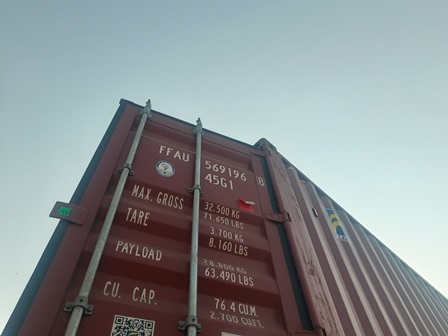 FFAU 569196 8
45G1
MAX. GROSS 32.500 KG
71.650 LBS
TARE 3.700 KG
8.160 LBS
PAYLOAD 28.800 KG
63.490 LBS
CU. CAP. 76.4 CU.M.
2.700 CU.FT.